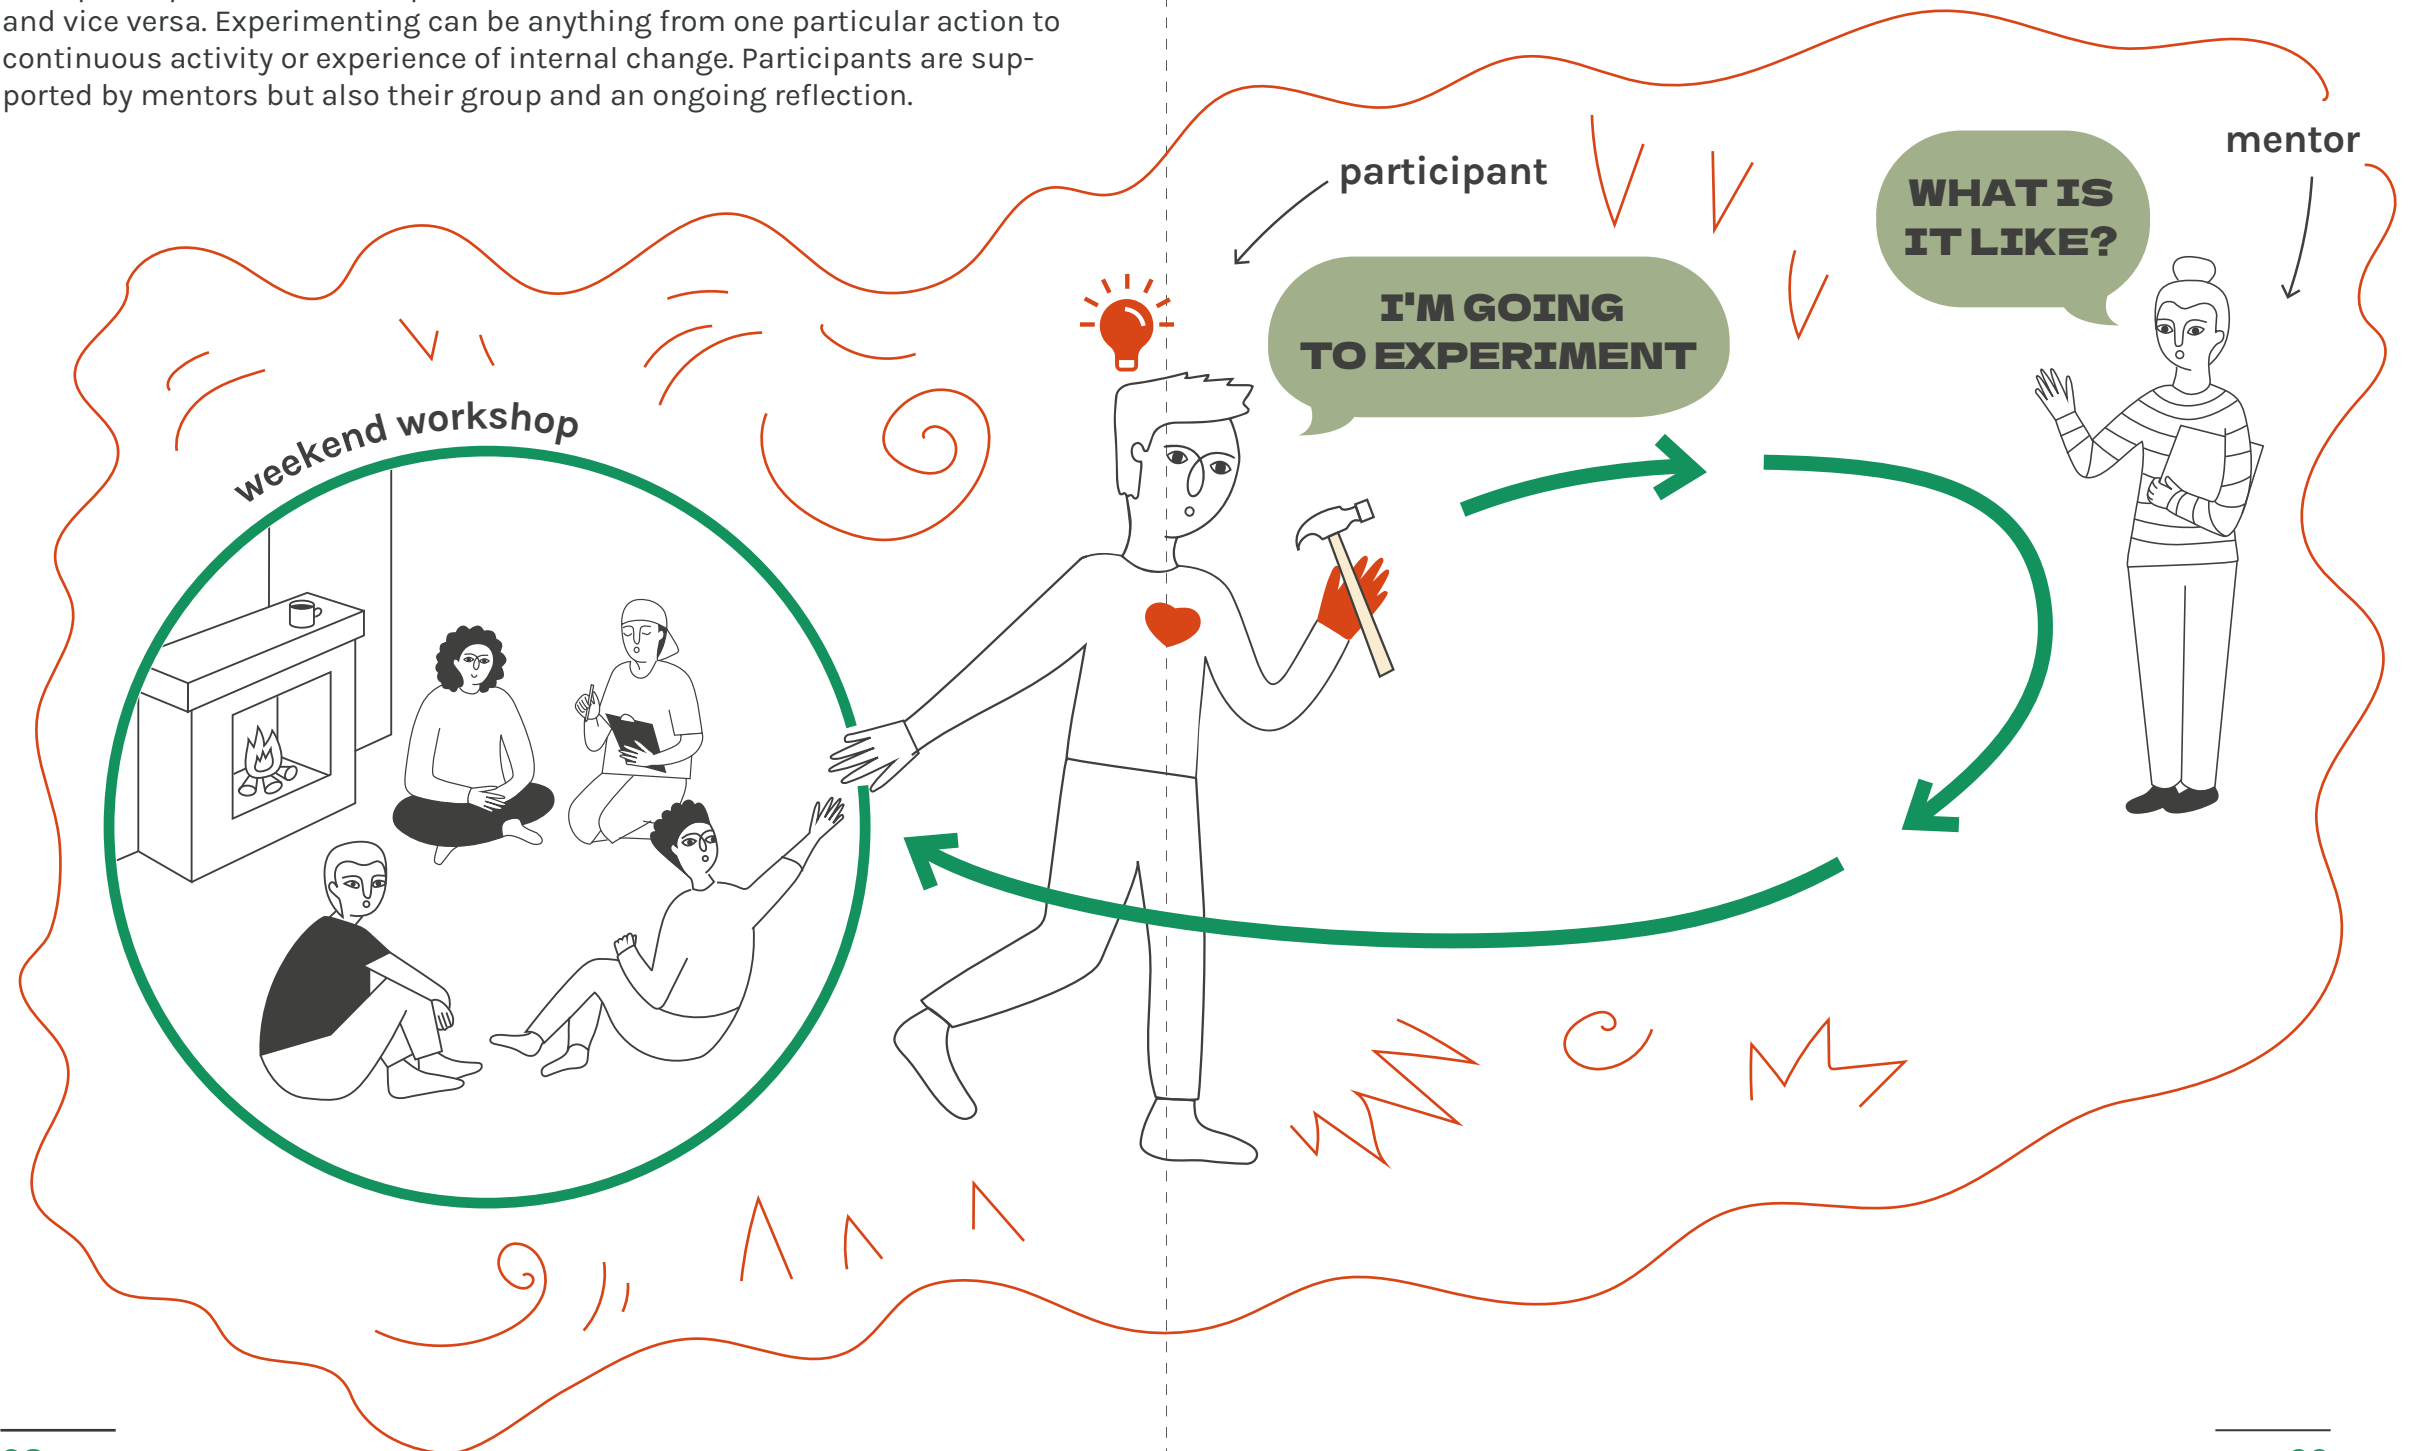 and vice versa. Experimenting can be anything from one particular action to
continuous activity or experience of internal change. Participants are sup-
ported by mentors but also their group and an ongoing reflection.
participant
mentor
WHAT IS
IT LIKE?
I'M GOING
TO EXPERIMENT
weekend workshop